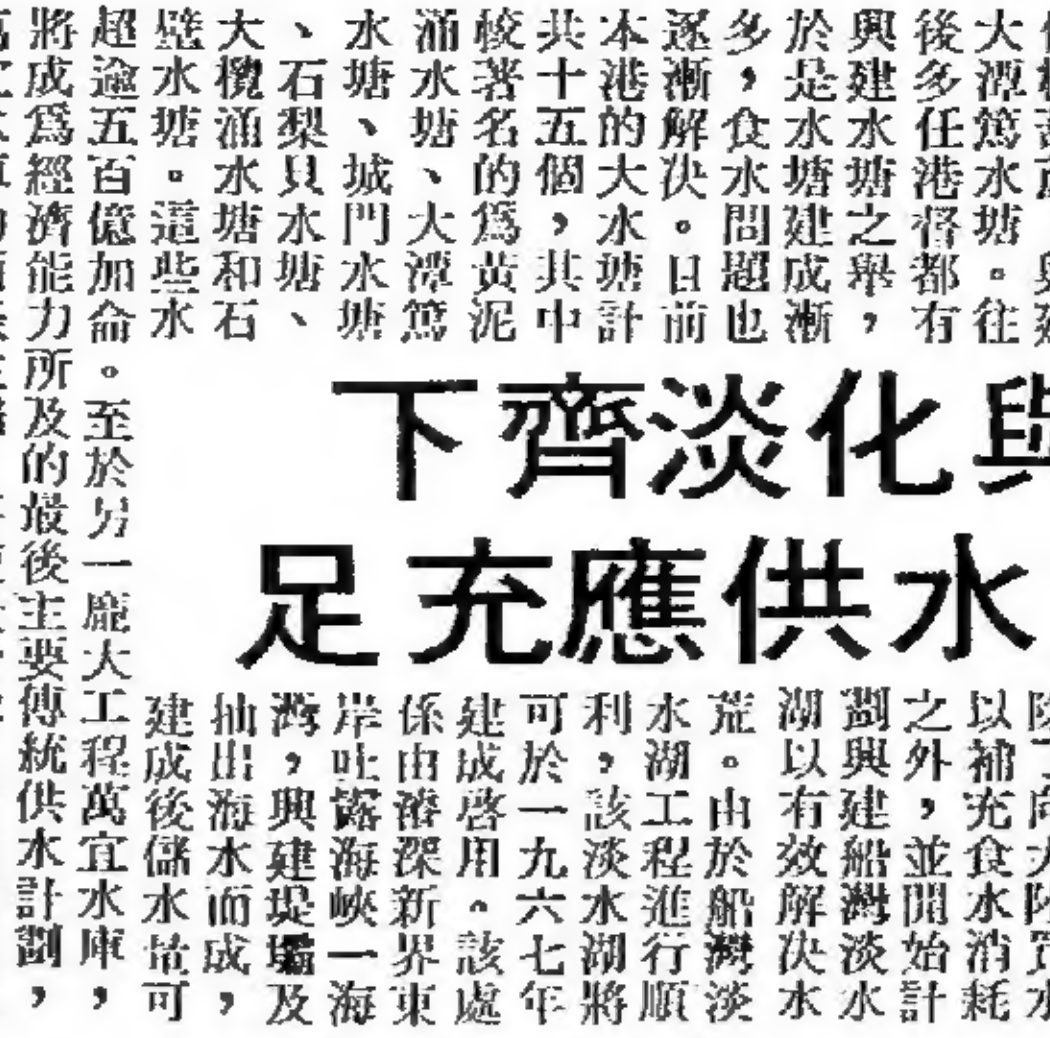 與化淡齊下
水供應充足
大潭篤水塘。往
後多任港督都有
興建水塘之舉，
於是水塘建成漸
多，食水問題也
逐漸解决。日前
本港的大水塘計
共十五個，其中
較著名的爲黃泥
涌水塘、大潭篤
水塘、城門水塘
、石梨貝水塘、
大欖涌水塘和石
壁水塘。這些水
以補充食水消耗
之外，並開始計
劃興建船灣淡水
湖以有效解决水
荒。由於船灣淡
水湖工程進行順
利，該淡水湖將
可於一九六七年
建成啓用。該處
係由濬深新界東
岸吐露海峽一海
灣，興建堤壩及
抽出海水而成，
建成後儲水量可
超逾五百億加侖。至於另一龐大工程萬宜水庫，
將成爲經濟能力所及的最後主要傳統供水計劃，